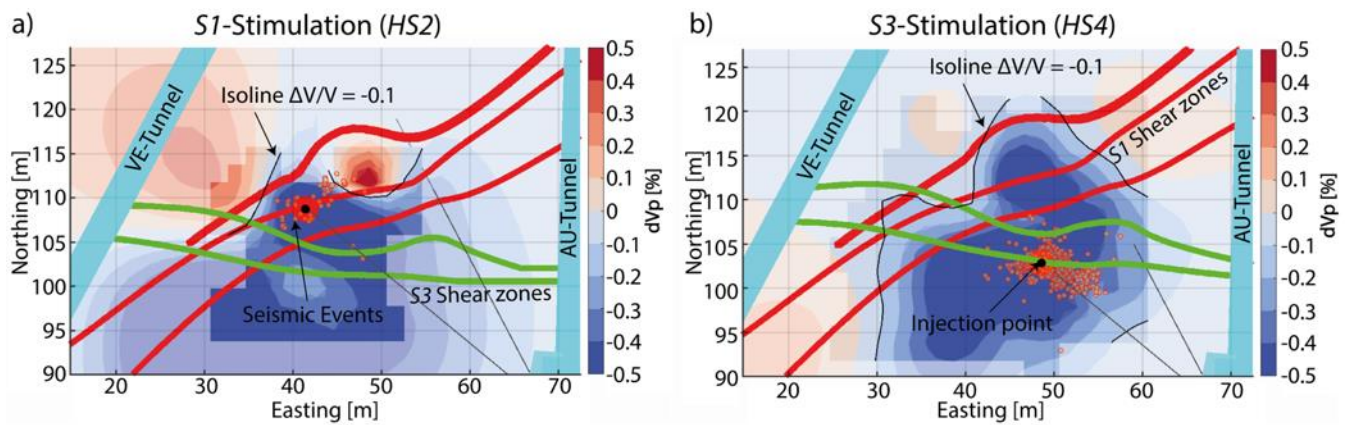 a)
S1-Stimulation (HS2)
125
120
115
110
105
100
95
90
Northing [m]
20
30
40
50
60
70
Easting [m]
VE-Tunnel
Isoline ΔV/V = -0.1
AU-Tunnel
S3 Shear zones
Seismic Events
0.5
0.4
0.3
0.2
0.1
0
-0.1
-0.2
-0.3
-0.4
-0.5
dVp [%]
b)
S3-Stimulation (HS4)
125
120
115
110
105
100
95
90
Northing [m]
20
30
40
50
60
70
Easting [m]
VE-Tunnel
Isoline ΔV/V = -0.1
S1 Shear zones
AU-Tunnel
Injection point
0.5
0.4
0.3
0.2
0.1
0
-0.1
-0.2
-0.3
-0.4
-0.5
dVp [%]